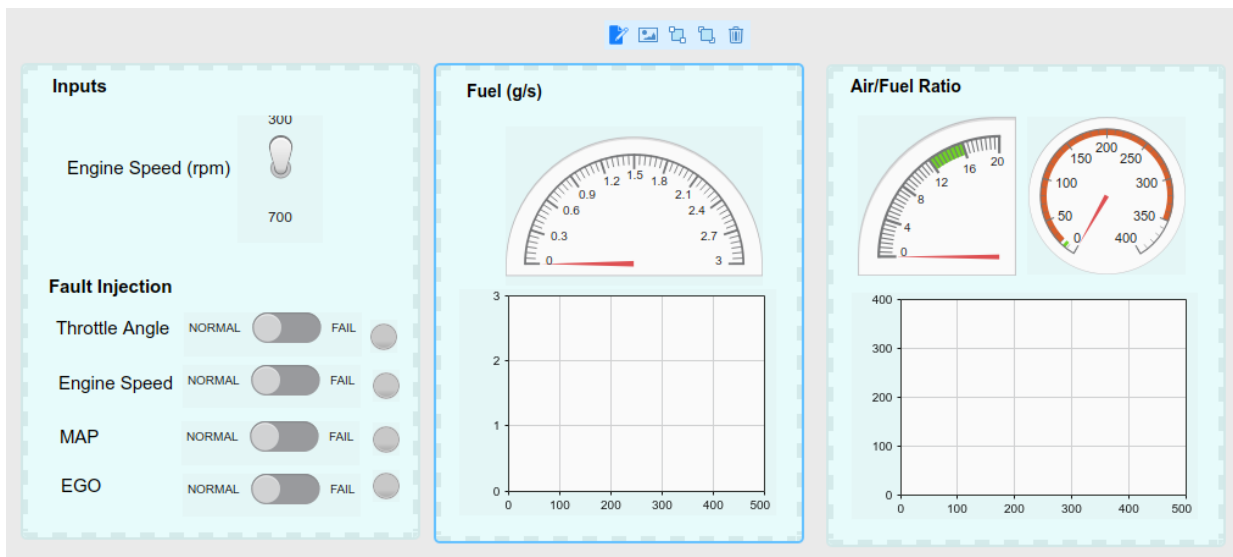 Inputs
300
Engine Speed (rpm)
700
Fault Injection
Throttle Angle NORMAL FAIL
Engine Speed NORMAL FAIL
MAP NORMAL FAIL
EGO NORMAL FAIL
Fuel (g/s)
0 0.3 0.6 0.9 1.2 1.5 1.8 2.1 2.4 2.7 3
3
2
1
0
0 100 200 300 400 500
Air/Fuel Ratio
0 4 8 12 16 20
0 50 100 150 200 250 300 350 400
400
300
200
100
0
0 100 200 300 400 500